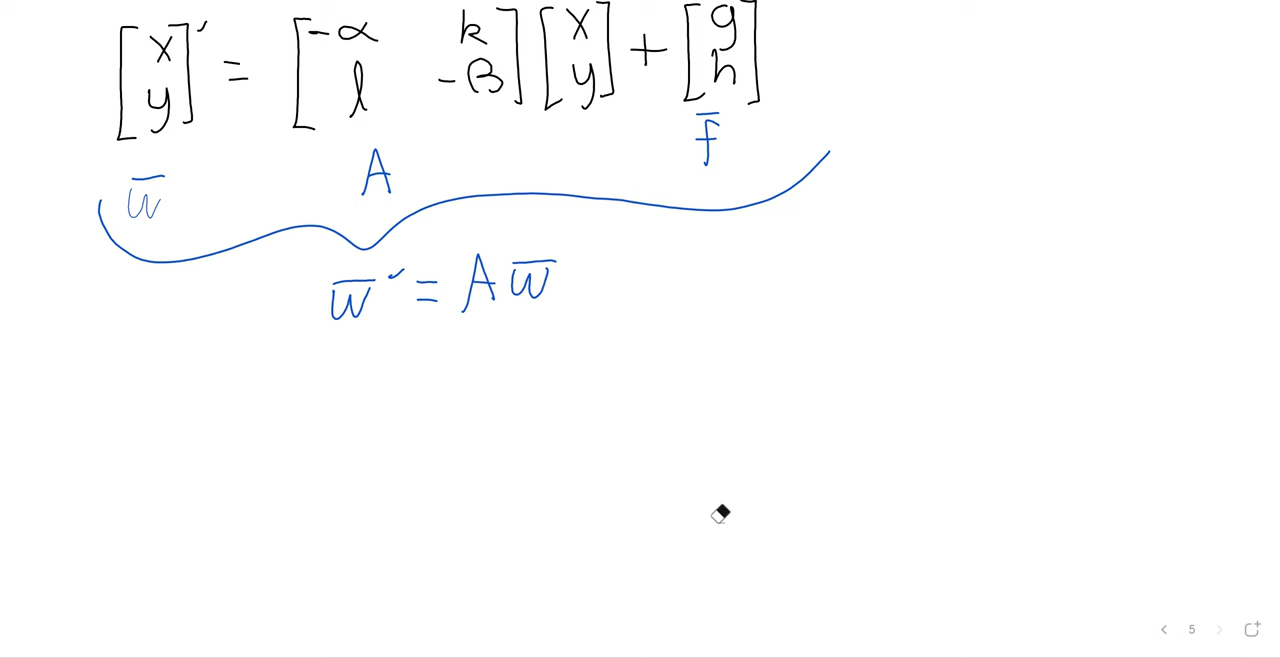 [x y]' = [-α k l -β] [x y] + [g h]
w̅ A f̅
w̅' = A w̅
< 5 >